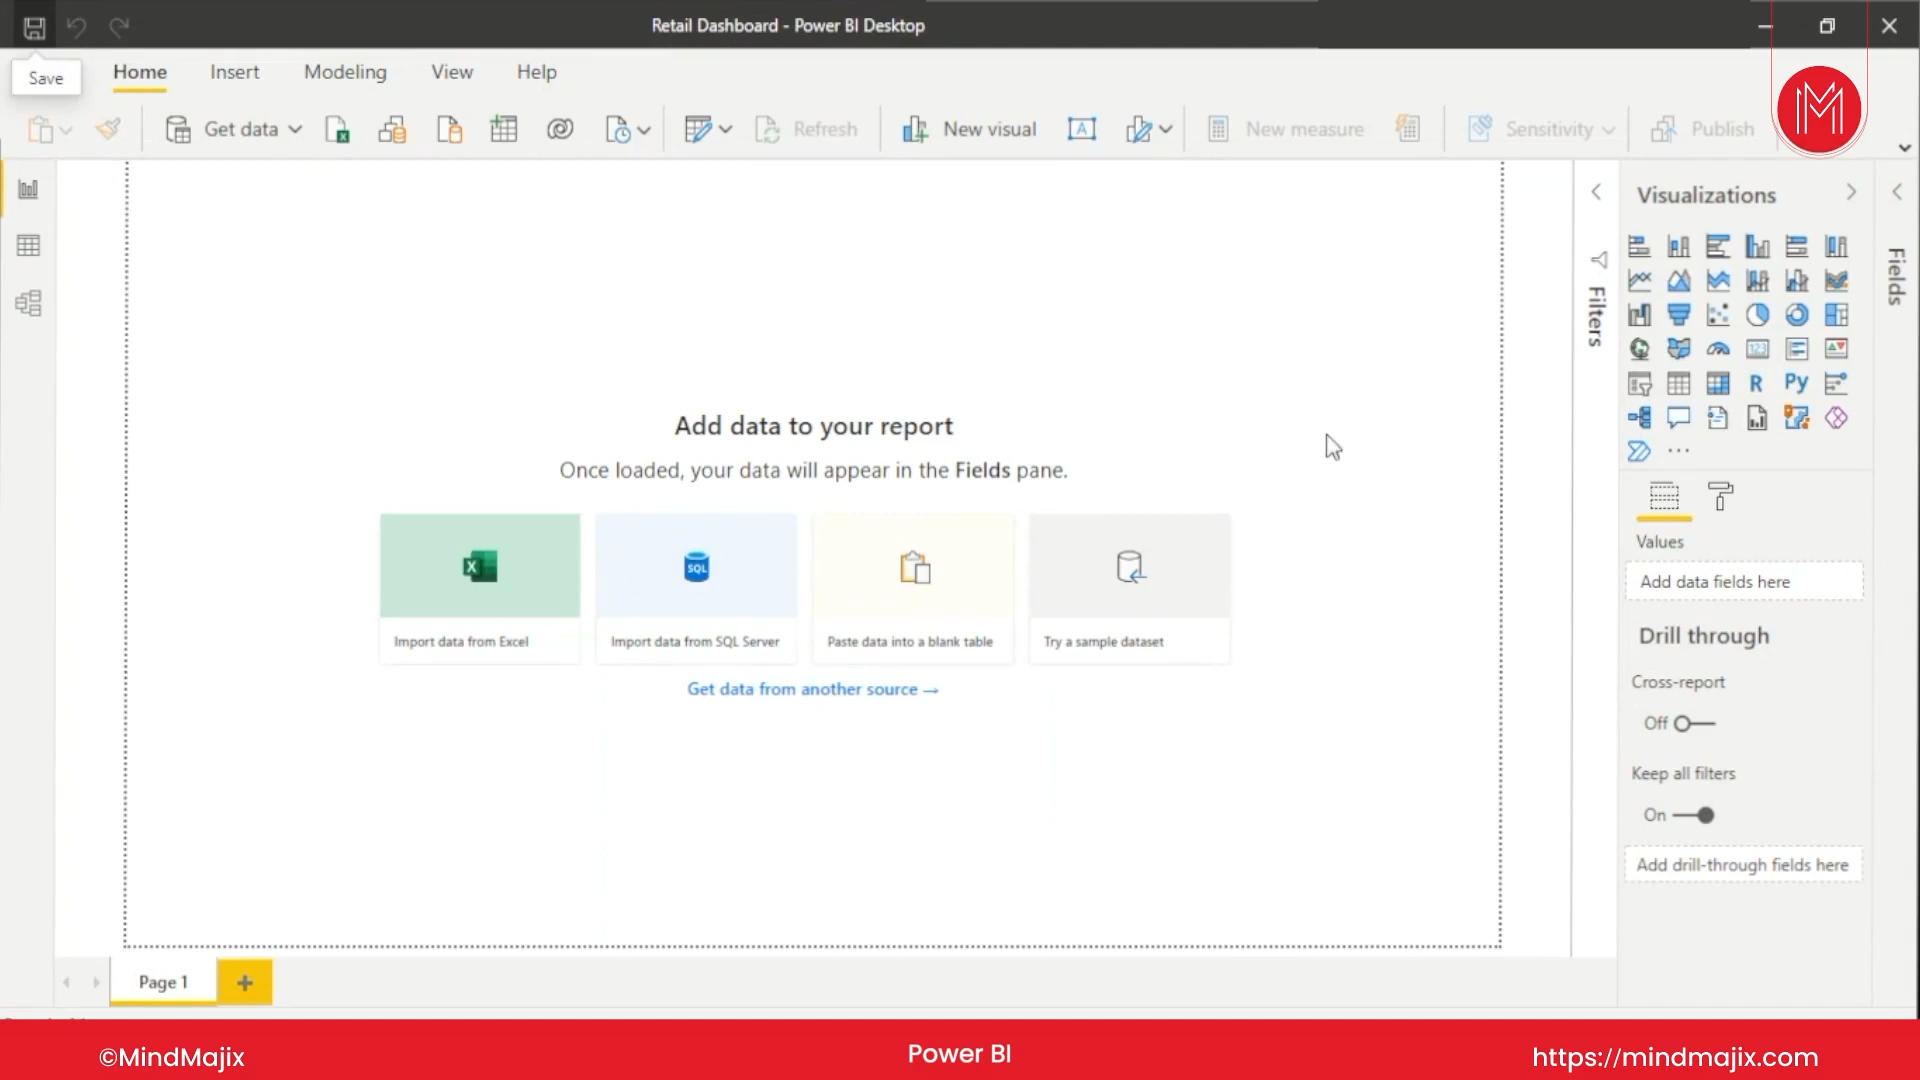 Retail Dashboard - Power BI Desktop
Save
Home Insert Modeling View Help
Get data
Refresh
New visual
New measure
Sensitivity
Publish
Add data to your report
Once loaded, your data will appear in the Fields pane.
X
SQL
Import data from Excel
Import data from SQL Server
Paste data into a blank table
Try a sample dataset
Get data from another source →
Filters
Visualizations
Fields
123
R
Py
Values
Add data fields here
Drill through
Cross-report
Off
Keep all filters
On
Add drill-through fields here
Page 1
©MindMajix
Power BI
https://mindmajix.com